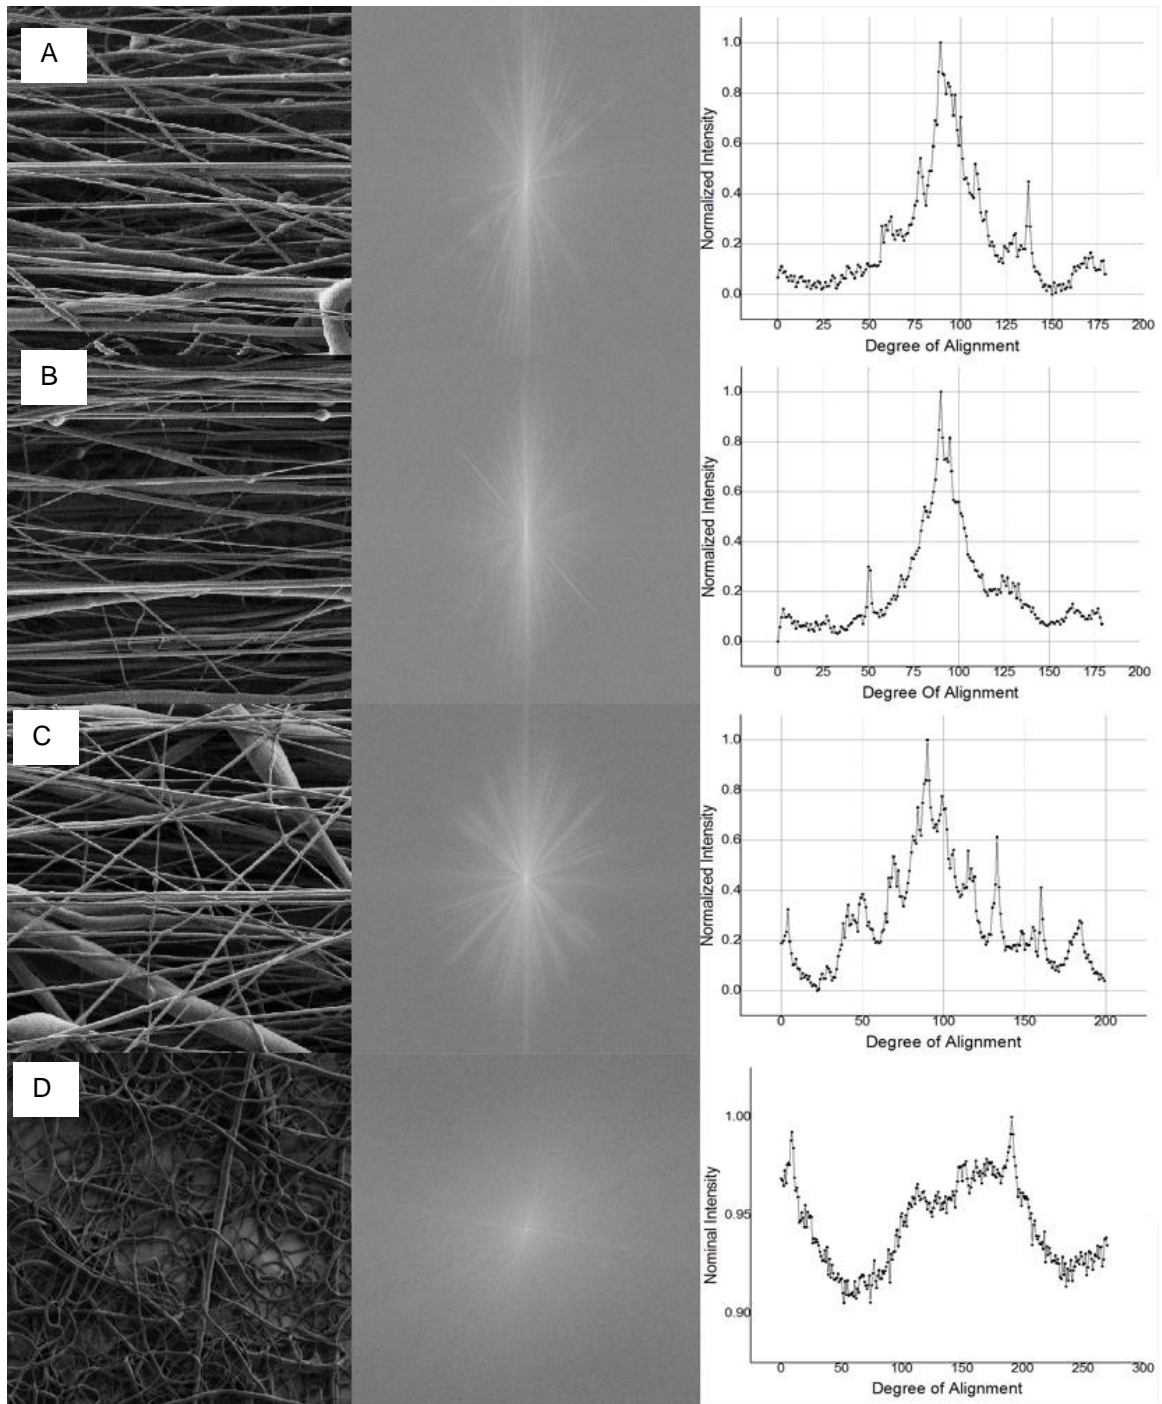 A
Normalized Intensity
1.0
0.8
0.6
0.4
0.2
0.0
0 25 50 75 100 125 150 175 200
Degree of Alignment
B
Normalized Intensity
1.0
0.8
0.6
0.4
0.2
0.0
0 25 50 75 100 125 150 175 200
Degree Of Alignment
C
Normalized Intensity
1.0
0.8
0.6
0.4
0.2
0.0
0 50 100 150 200
Degree of Alignment
D
Nominal Intensity
1.00
0.95
0.90
0 50 100 150 200 250 300
Degree of Alignment